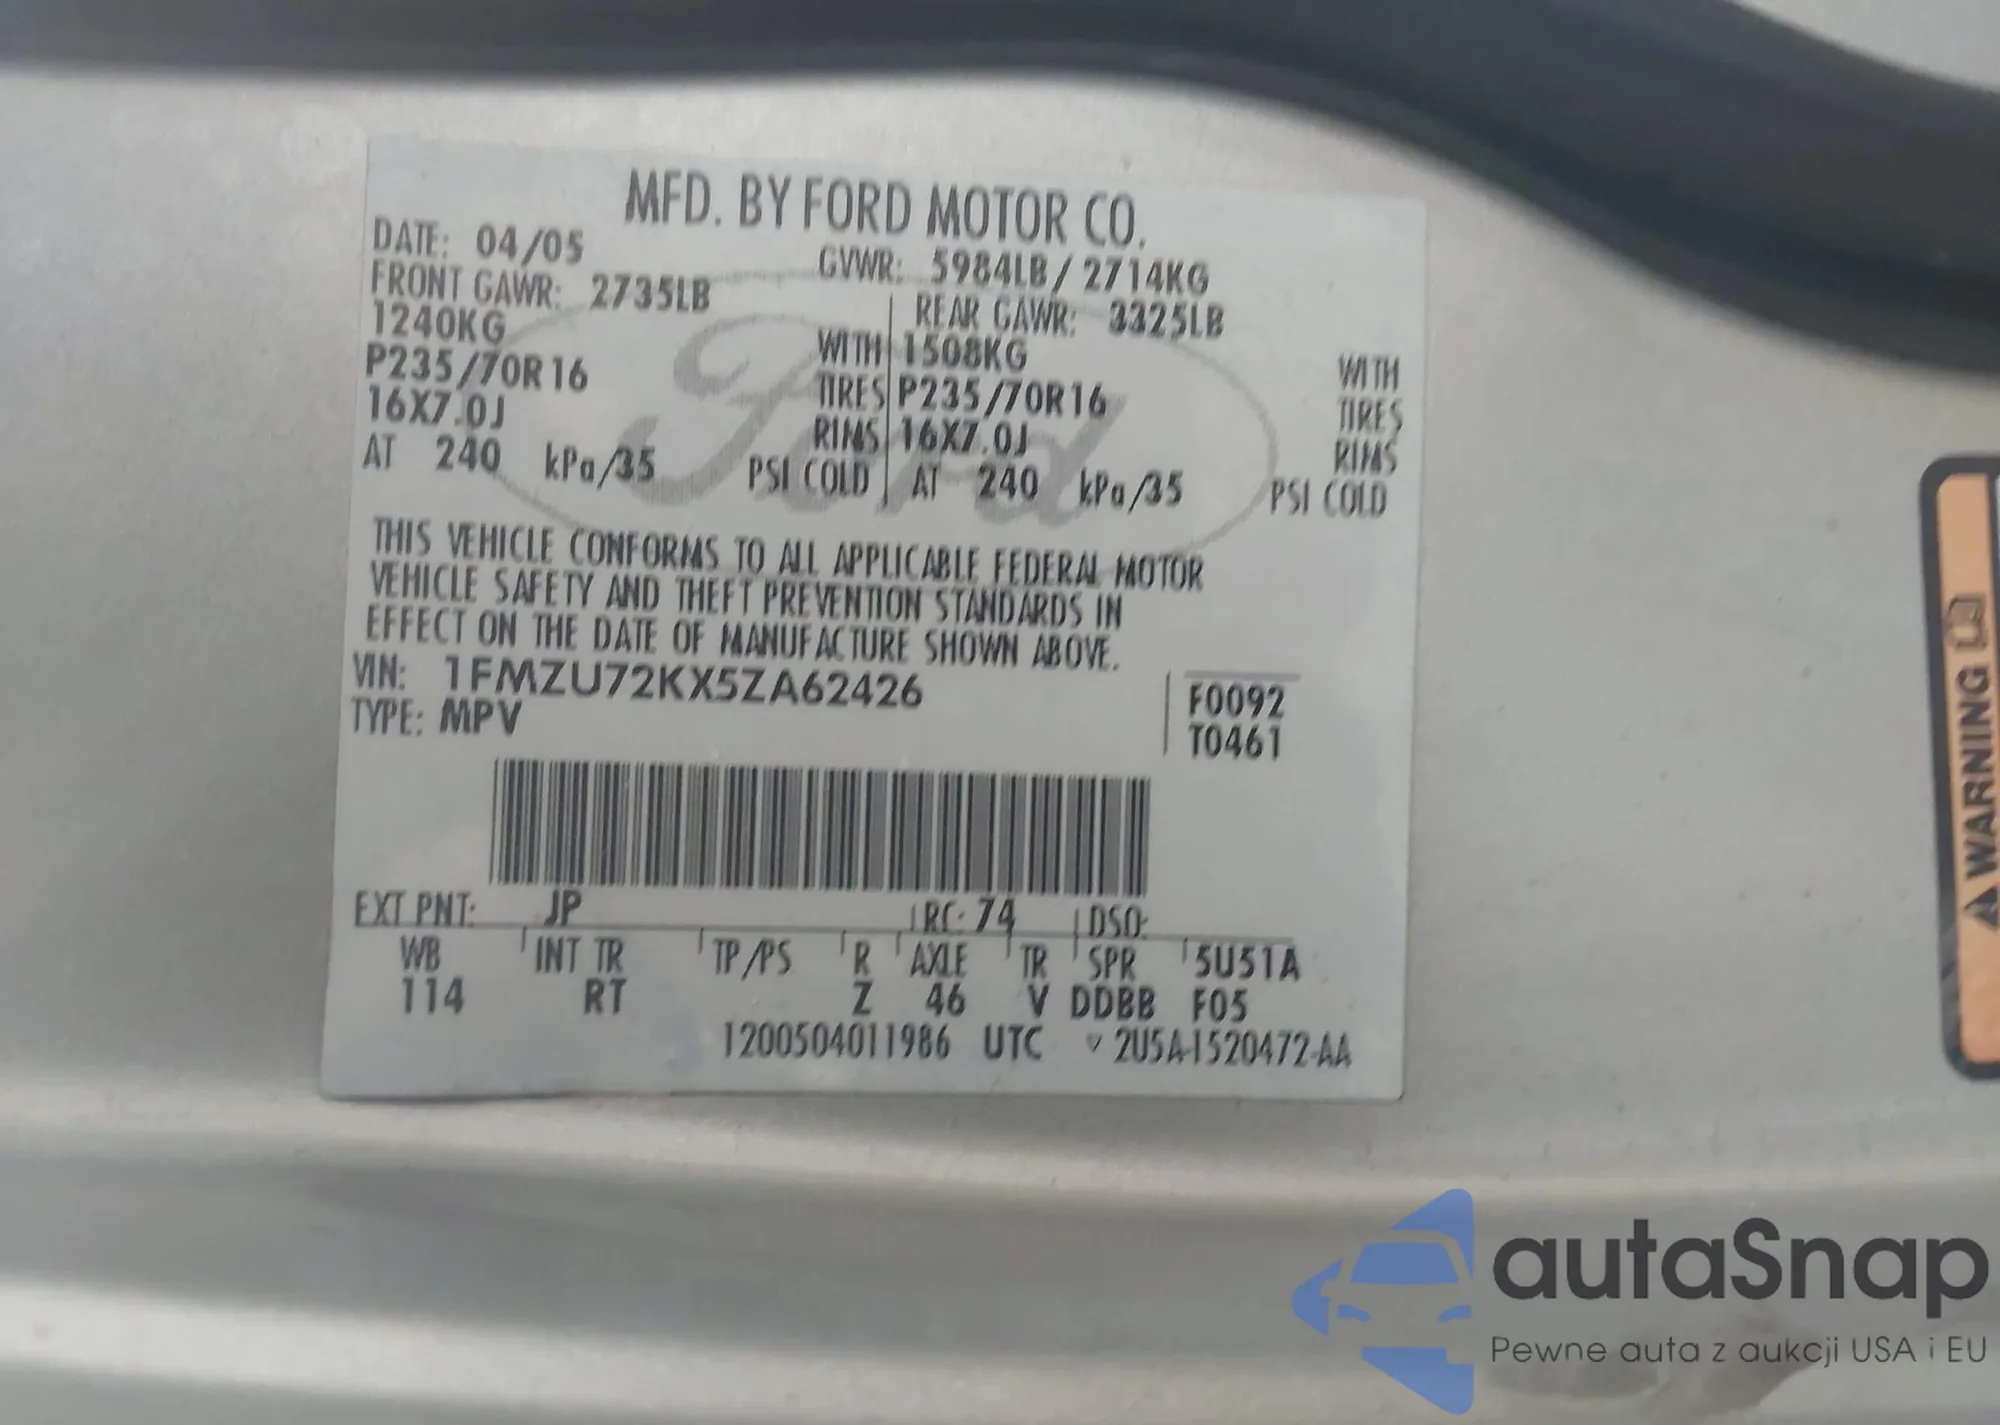 MFD. BY FORD MOTOR CO.
DATE: 04/05
GVWR: 5984LB / 2714KG
FRONT GAWR: 2735LB
REAR GAWR: 3325LB
1240KG WITH
1508KG WITH
P235/70R16 TIRES
P235/70R16 TIRES
16X7.0J RIMS
16X7.0J RIMS
AT 240 kPa/35 PSI COLD
AT 240 kPa/35 PSI COLD
THIS VEHICLE CONFORMS TO ALL APPLICABLE FEDERAL MOTOR
VEHICLE SAFETY AND THEFT PREVENTION STANDARDS IN
EFFECT ON THE DATE OF MANUFACTURE SHOWN ABOVE.
VIN: 1FMZU72KX5ZA62426
TYPE: MPV
F0092
T0461
EXT PNT: JP RC: 74 DSO:
WB INT TR TP/PS R AXLE TR SPR 5U51A
114 RT Z 46 V DDBB F05
1200504011986 UTC ▽ 2U5A-1520472-AA
Ford
WARNING
autaSnap
Pewne auta z aukcji USA i EU